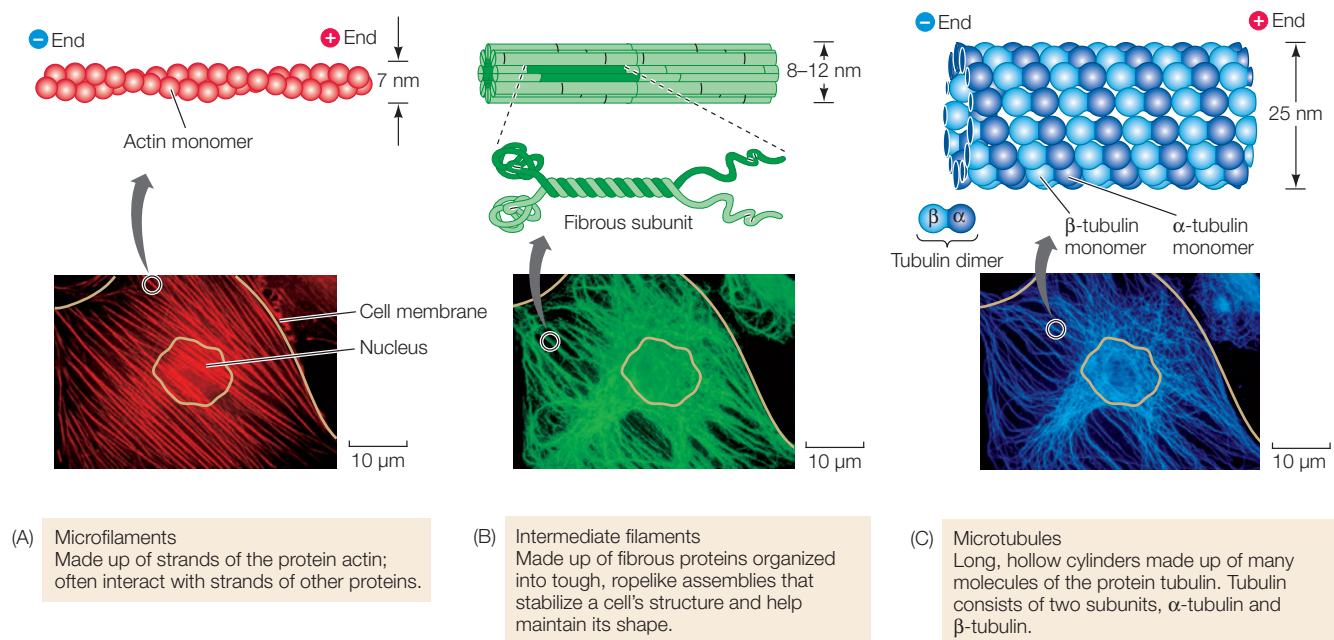 − End
+ End
7 nm
Actin monomer
Cell membrane
Nucleus
10 µm
(A) Microfilaments
Made up of strands of the protein actin;
often interact with strands of other proteins.
8–12 nm
Fibrous subunit
10 µm
(B) Intermediate filaments
Made up of fibrous proteins organized
into tough, ropelike assemblies that
stabilize a cell’s structure and help
maintain its shape.
− End
+ End
25 nm
β α
Tubulin dimer
β-tubulin
monomer
α-tubulin
monomer
10 µm
(C) Microtubules
Long, hollow cylinders made up of many
molecules of the protein tubulin. Tubulin
consists of two subunits, α-tubulin and
β-tubulin.